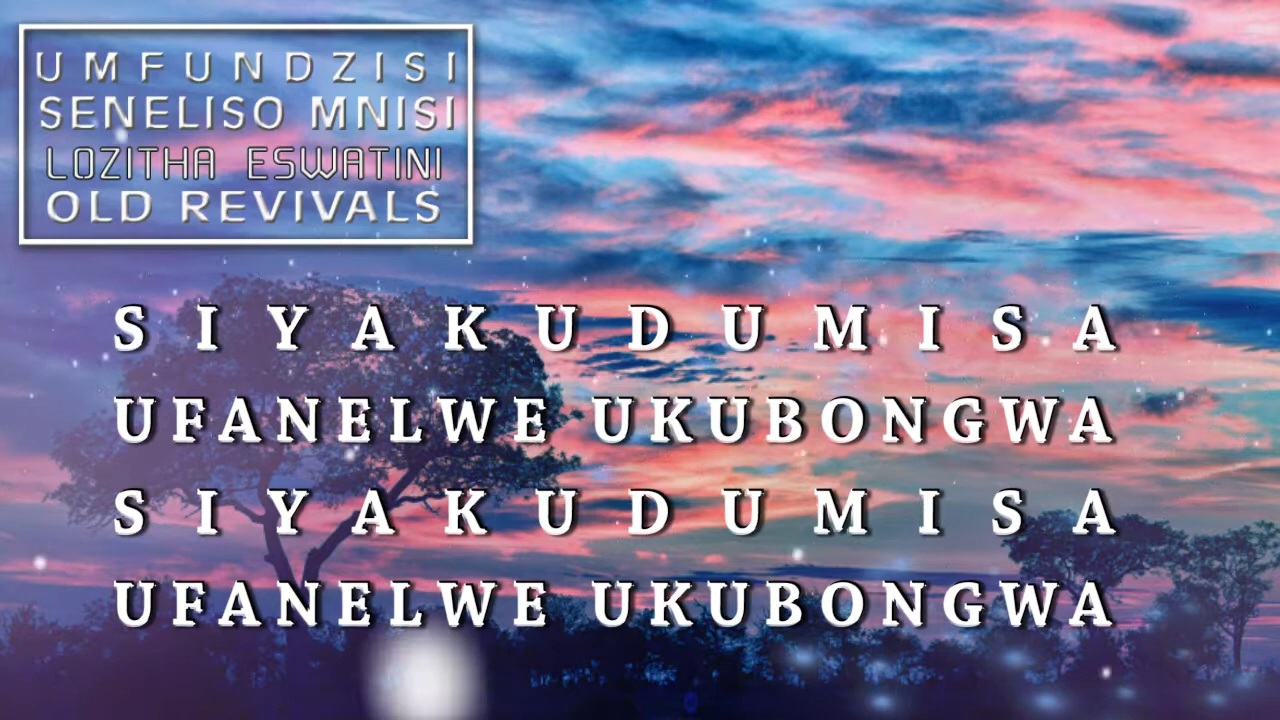 UMFUNDZISI
SENELISO MNISI
LOZITHA ESWATINI
OLD REVIVALS
SIYAKUDUMISA
UFANELWE UKUBONGWA
SIYAKUDUMISA
UFANELWE UKUBONGWA